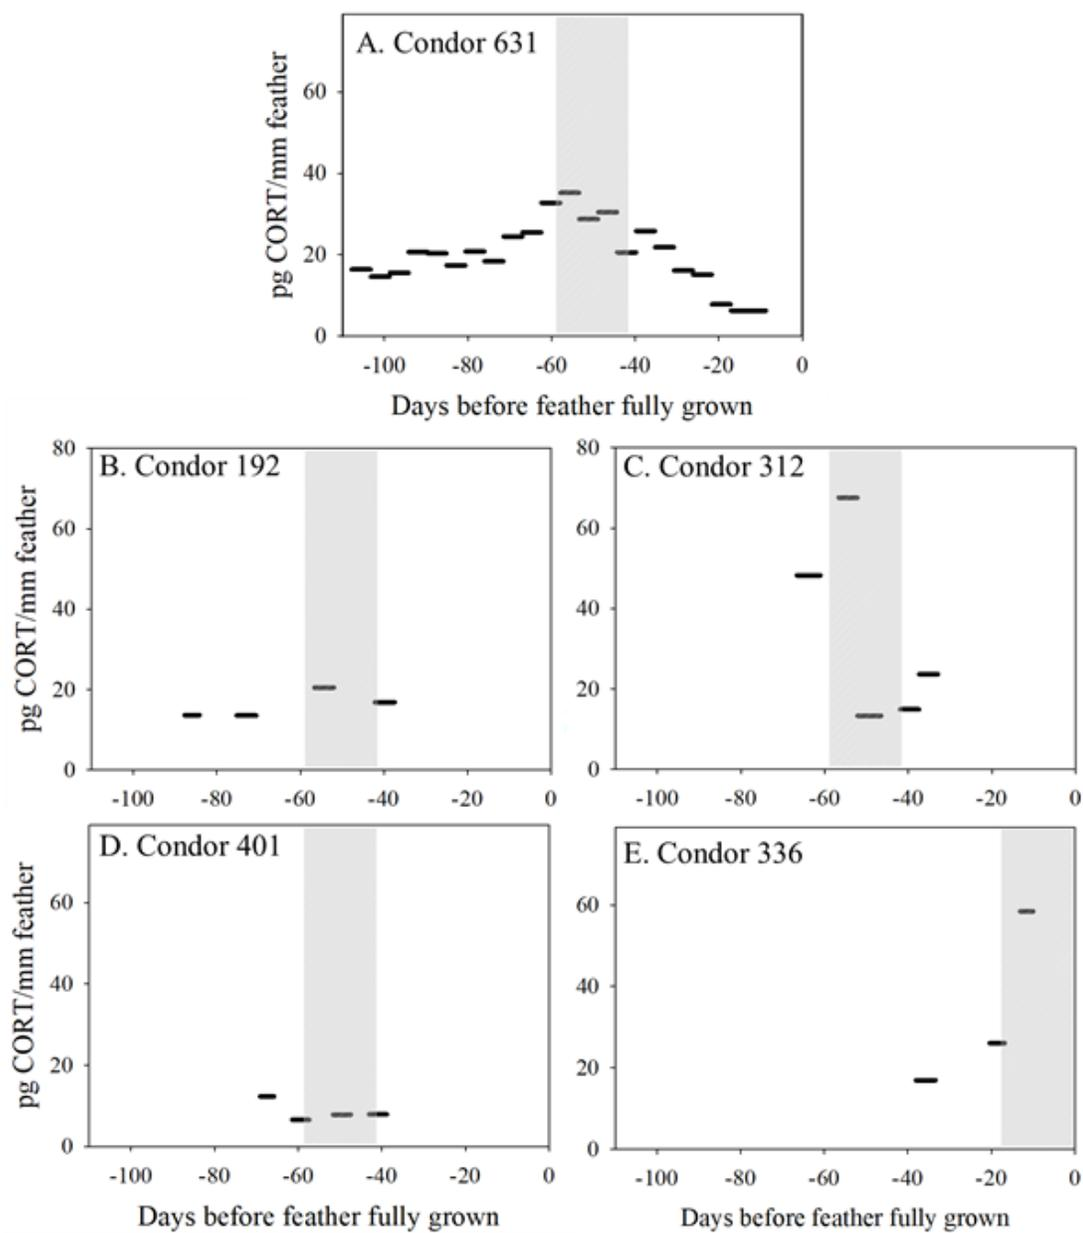 A. Condor 631
pg CORT/mm feather
60
40
20
0
-100 -80 -60 -40 -20 0
Days before feather fully grown
B. Condor 192
pg CORT/mm feather
80
60
40
20
0
-100 -80 -60 -40 -20 0
C. Condor 312
80
60
40
20
0
-100 -80 -60 -40 -20 0
D. Condor 401
pg CORT/mm feather
60
40
20
0
-100 -80 -60 -40 -20 0
Days before feather fully grown
E. Condor 336
60
40
20
0
-100 -80 -60 -40 -20 0
Days before feather fully grown